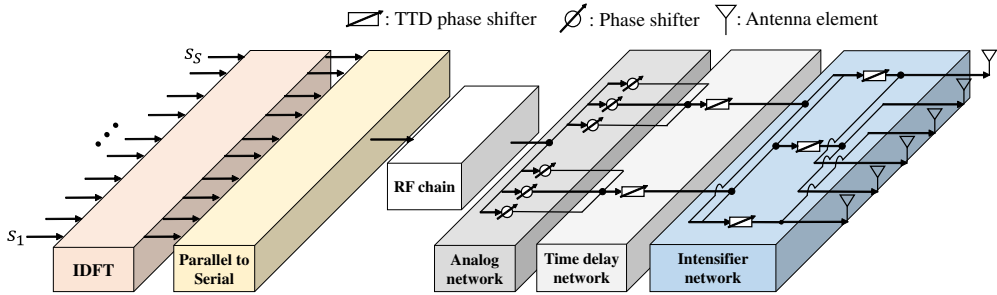 : TTD phase shifter : Phase shifter : Antenna element
s_S
s_1
IDFT
Parallel to
Serial
RF chain
Analog
network
Time delay
network
Intensifier
network